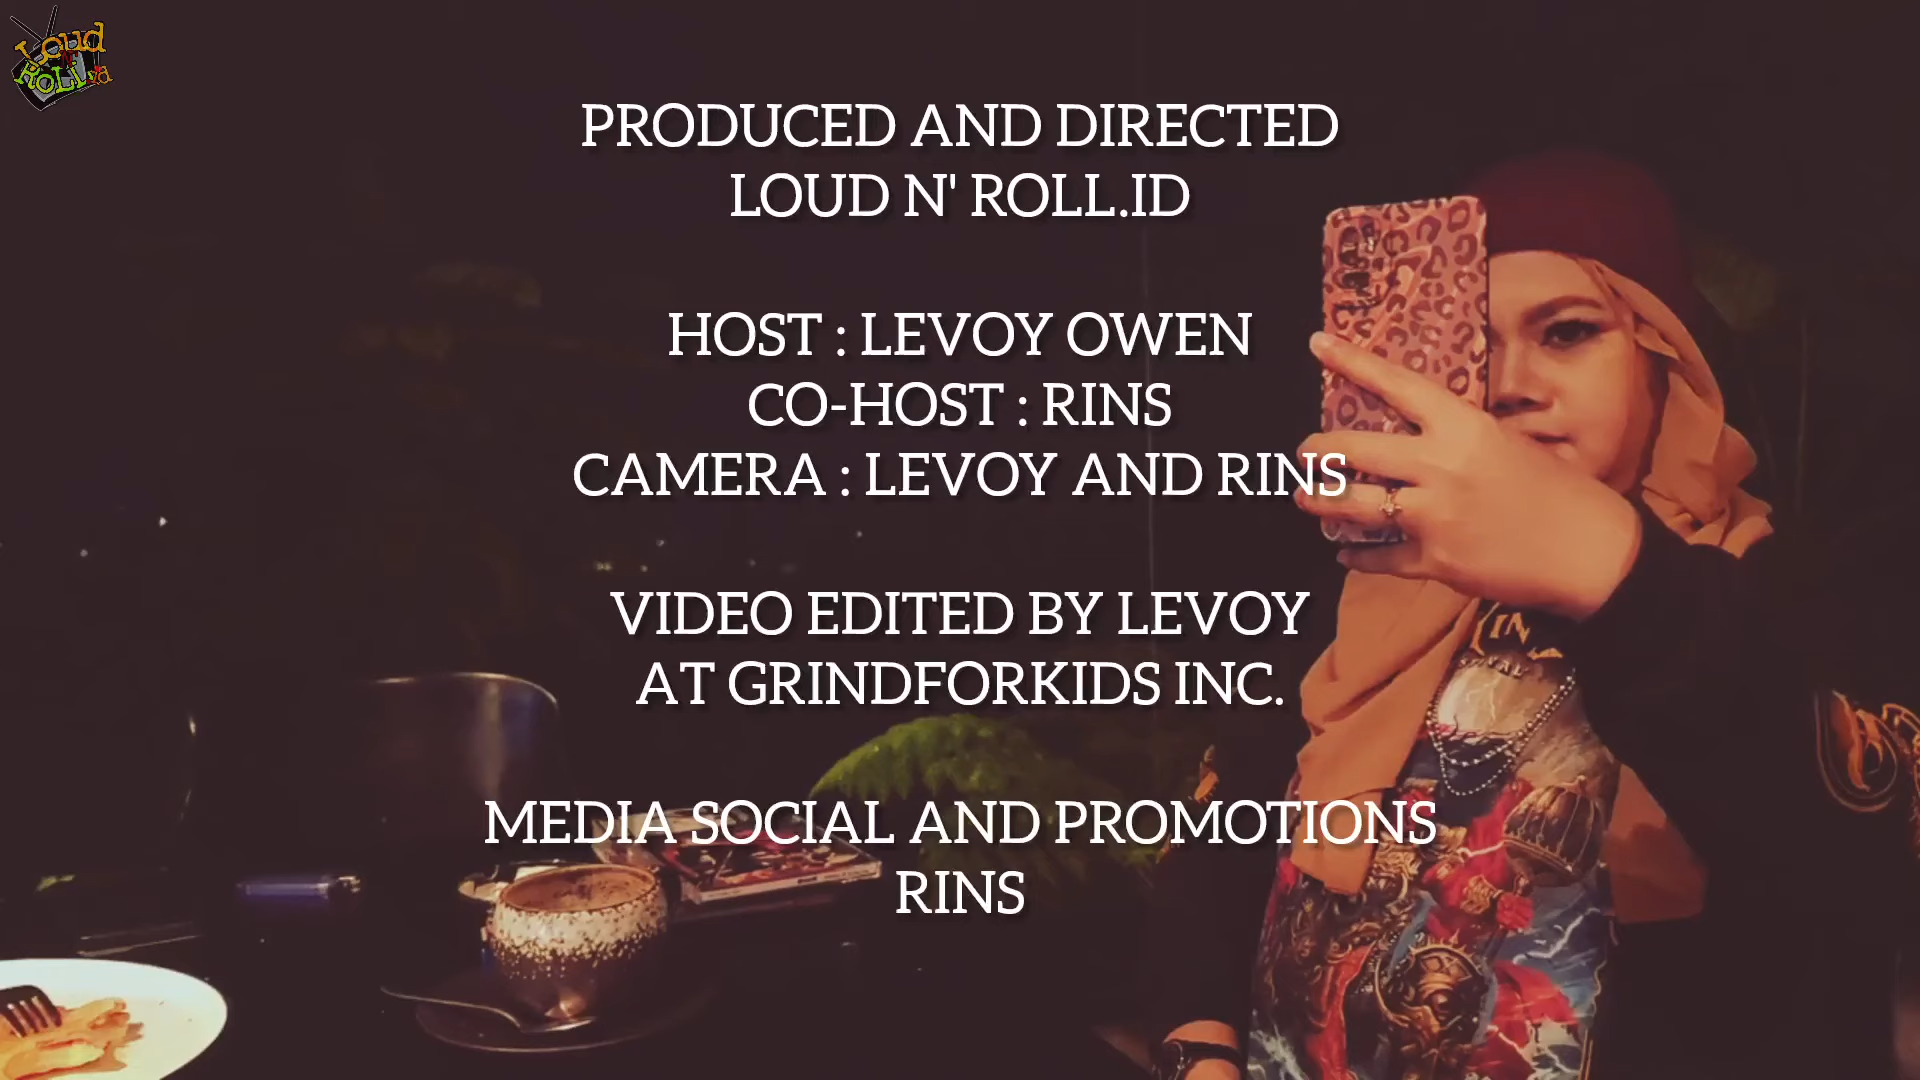 Loud
N'
RoLL.id
PRODUCED AND DIRECTED
LOUD N' ROLL.ID
HOST : LEVOY OWEN
CO-HOST : RINS
CAMERA : LEVOY AND RINS
VIDEO EDITED BY LEVOY
AT GRINDFORKIDS INC.
MEDIA SOCIAL AND PROMOTIONS
RINS
IN